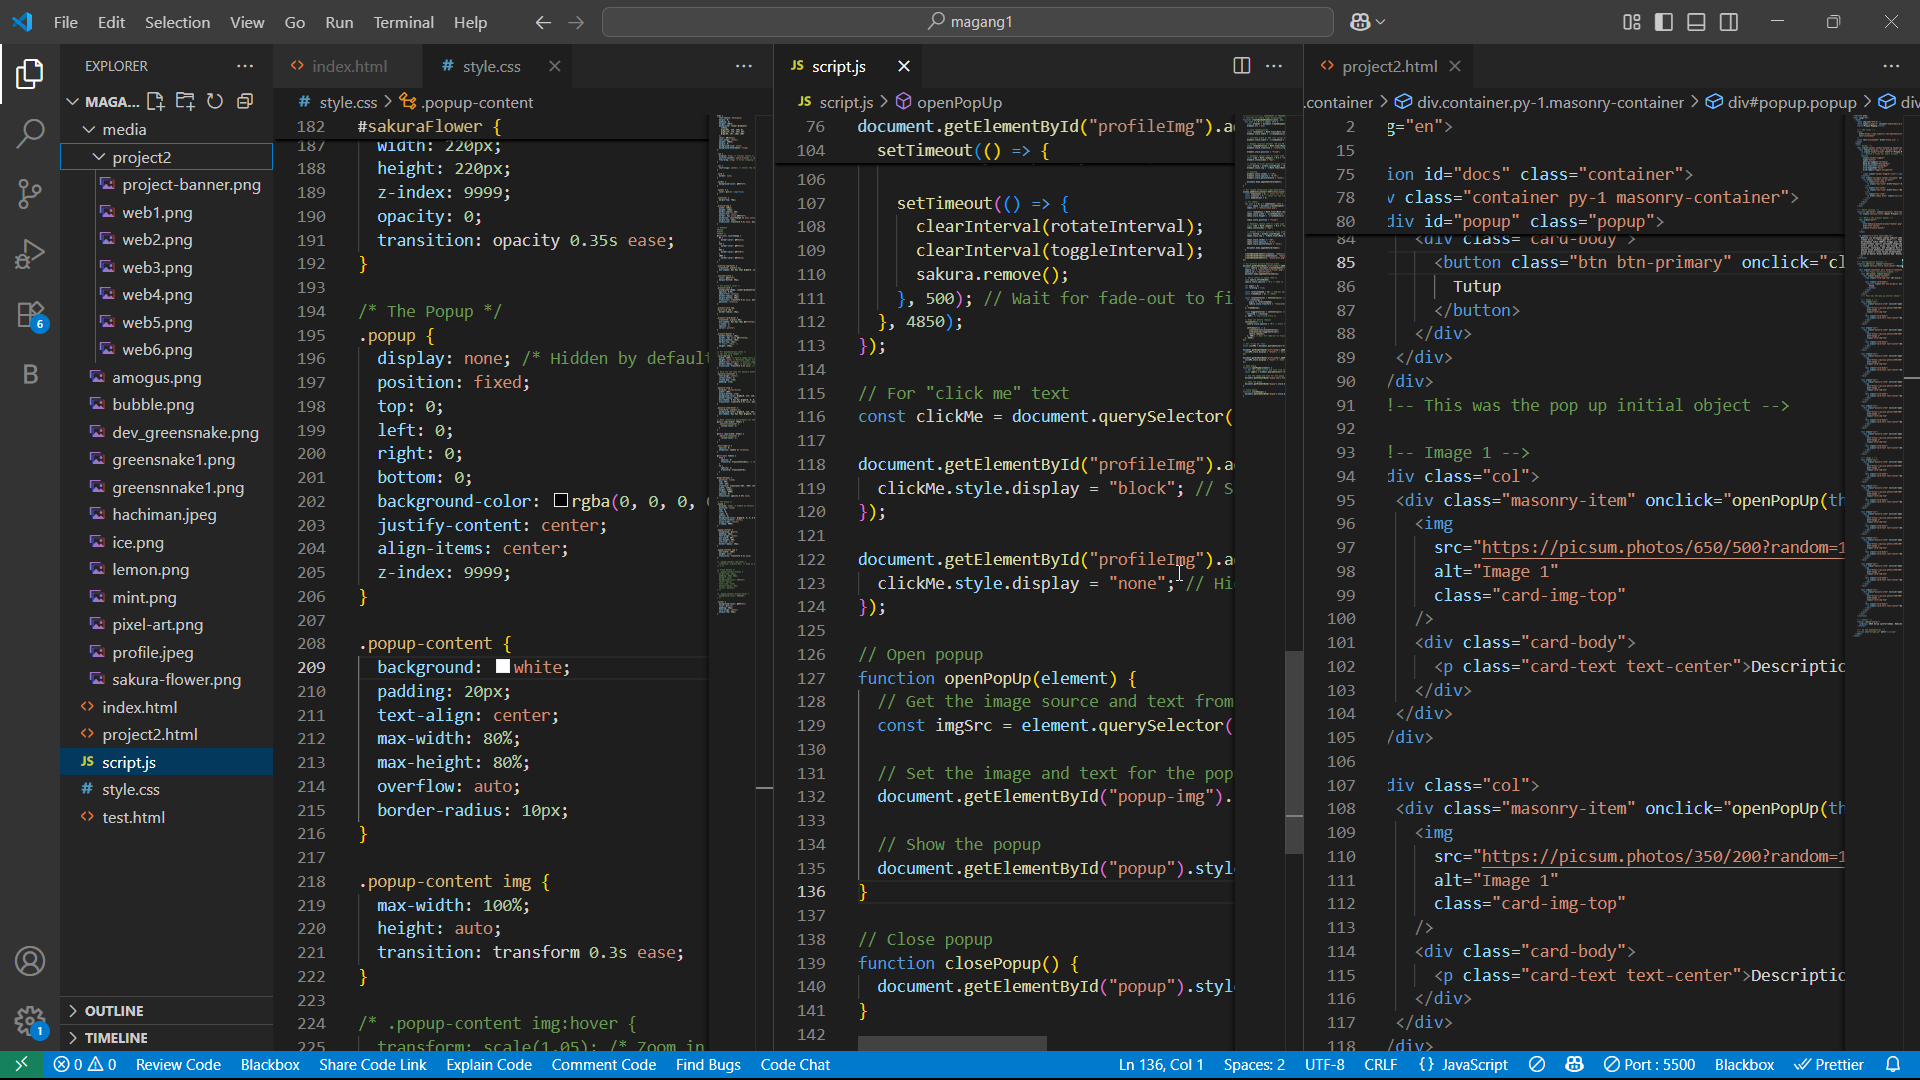 File Edit Selection View Go Run Terminal Help
magang1
EXPLORER
MAGA...
media
project2
project-banner.png
web1.png
web2.png
web3.png
web4.png
web5.png
web6.png
amogus.png
bubble.png
dev_greensnake.png
greensnake1.png
greensnnake1.png
hachiman.jpeg
ice.png
lemon.png
mint.png
pixel-art.png
profile.jpeg
sakura-flower.png
index.html
project2.html
JS script.js
# style.css
test.html
OUTLINE
TIMELINE
6
B
1
index.html # style.css
# style.css > .popup-content
182 #sakuraFlower {
187 width: 220px;
188 height: 220px;
189 z-index: 9999;
190 opacity: 0;
191 transition: opacity 0.35s ease;
192 }
193
194 /* The Popup */
195 .popup {
196 display: none; /* Hidden by default
197 position: fixed;
198 top: 0;
199 left: 0;
200 right: 0;
201 bottom: 0;
202 background-color: rgba(0, 0, 0,
203 justify-content: center;
204 align-items: center;
205 z-index: 9999;
206 }
207
208 .popup-content {
209 background: white;
210 padding: 20px;
211 text-align: center;
212 max-width: 80%;
213 max-height: 80%;
214 overflow: auto;
215 border-radius: 10px;
216 }
217
218 .popup-content img {
219 max-width: 100%;
220 height: auto;
221 transition: transform 0.3s ease;
222 }
223
224 /* .popup-content img:hover {
225 transform: scale(1.05); /* Zoom in
JS script.js
JS script.js > openPopUp
76 document.getElementById("profileImg").a
104 setTimeout(() => {
106
107 setTimeout(() => {
108 clearInterval(rotateInterval);
109 clearInterval(toggleInterval);
110 sakura.remove();
111 }, 500); // Wait for fade-out to fi
112 }, 4850);
113 });
114
115 // For "click me" text
116 const clickMe = document.querySelector(
117
118 document.getElementById("profileImg").a
119 clickMe.style.display = "block"; // S
120 });
121
122 document.getElementById("profileImg").a
123 clickMe.style.display = "none"; // Hi
124 });
125
126 // Open popup
127 function openPopUp(element) {
128 // Get the image source and text from
129 const imgSrc = element.querySelector(
130
131 // Set the image and text for the pop
132 document.getElementById("popup-img").
133
134 // Show the popup
135 document.getElementById("popup").styl
136 }
137
138 // Close popup
139 function closePopup() {
140 document.getElementById("popup").styl
141 }
142
project2.html
.container > div.container.py-1.masonry-container > div#popup.popup > div
2 g="en">
15
75 ion id="docs" class="container">
78 v class="container py-1 masonry-container">
80 div id="popup" class="popup">
84 <div class="card-body">
85 <button class="btn btn-primary" onclick="cl
86 Tutup
87 </button>
88 </div>
89 </div>
90 /div>
91 !-- This was the pop up initial object -->
92
93 !-- Image 1 -->
94 div class="col">
95 <div class="masonry-item" onclick="openPopUp(th
96 <img
97 src="https://picsum.photos/650/500?random=1
98 alt="Image 1"
99 class="card-img-top"
100 />
101 <div class="card-body">
102 <p class="card-text text-center">Descriptio
103 </div>
104 </div>
105 /div>
106
107 div class="col">
108 <div class="masonry-item" onclick="openPopUp(th
109 <img
110 src="https://picsum.photos/350/200?random=1
111 alt="Image 1"
112 class="card-img-top"
113 />
114 <div class="card-body">
115 <p class="card-text text-center">Descriptio
116 </div>
117 </div>
118 /div>
0 0 Review Code Blackbox Share Code Link Explain Code Comment Code Find Bugs Code Chat Ln 136, Col 1 Spaces: 2 UTF-8 CRLF {} JavaScript Port : 5500 Blackbox Prettier